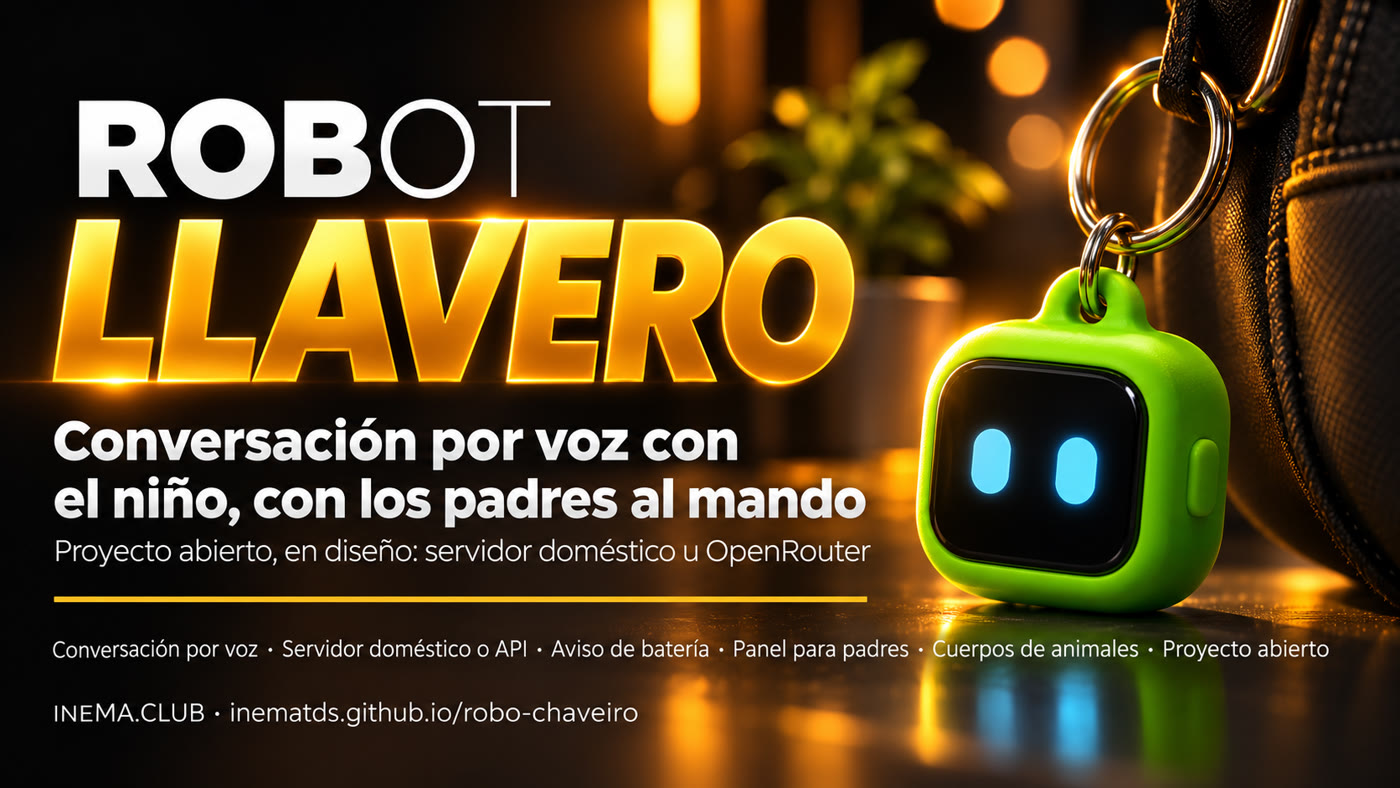 ROBOT
LLAVERO
Conversación por voz con
el niño, con los padres al mando
Proyecto abierto, en diseño: servidor doméstico u OpenRouter
Conversación por voz · Servidor doméstico o API · Aviso de batería · Panel para padres · Cuerpos de animales · Proyecto abierto
INEMA.CLUB · inematds.github.io/robo-chaveiro